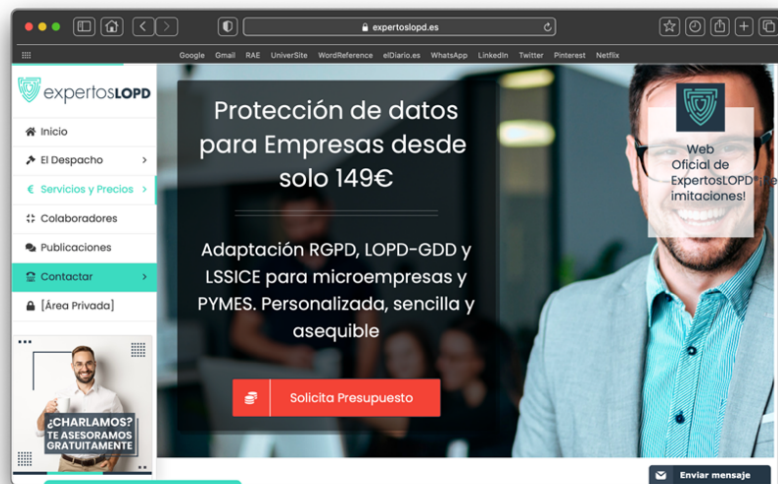 expertoslopd.es
Google Gmail RAE UniverSite WordReference elDiario.es WhatsApp LinkedIn Twitter Pinterest Netflix
expertosLOPD
Inicio
El Despacho
€ Servicios y Precios
Colaboradores
Publicaciones
Contactar
[Área Privada]
¿CHARLAMOS?
TE ASESORAMOS
GRATUITAMENTE
Protección de datos
para Empresas desde
solo 149€
Adaptación RGPD, LOPD-GDD y
LSSICE para microempresas y
PYMES. Personalizada, sencilla y
asequible
Solicita Presupuesto
Web
Oficial de
ExpertosLOPD®
imitaciones!
Enviar mensaje